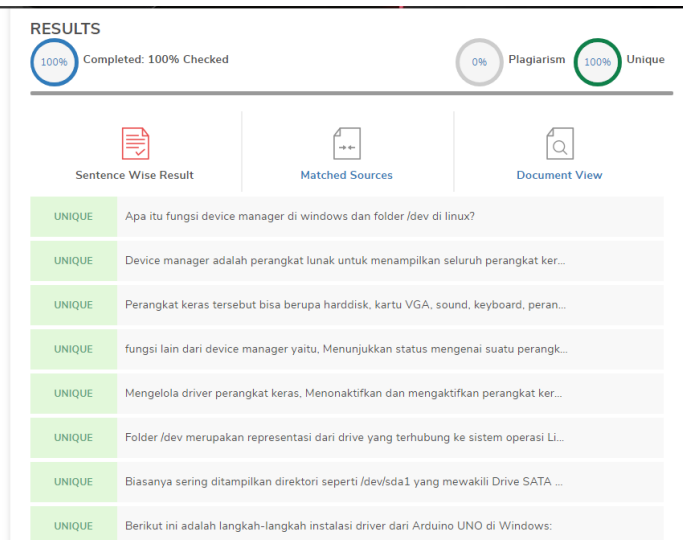 RESULTS
100% Completed: 100% Checked 0% Plagiarism 100% Unique
Sentence Wise Result Matched Sources Document View
UNIQUE Apa itu fungsi device manager di windows dan folder /dev di linux?
UNIQUE Device manager adalah perangkat lunak untuk menampilkan seluruh perangkat ker...
UNIQUE Perangkat keras tersebut bisa berupa harddisk, kartu VGA, sound, keyboard, peran...
UNIQUE fungsi lain dari device manager yaitu, Menunjukkan status mengenai suatu perangk...
UNIQUE Mengelola driver perangkat keras, Menonaktifkan dan mengaktifkan perangkat ker...
UNIQUE Folder /dev merupakan representasi dari drive yang terhubung ke sistem operasi Li...
UNIQUE Biasanya sering ditampilkan direktori seperti /dev/sda1 yang mewakili Drive SATA ...
UNIQUE Berikut ini adalah langkah-langkah instalasi driver dari Arduino UNO di Windows: